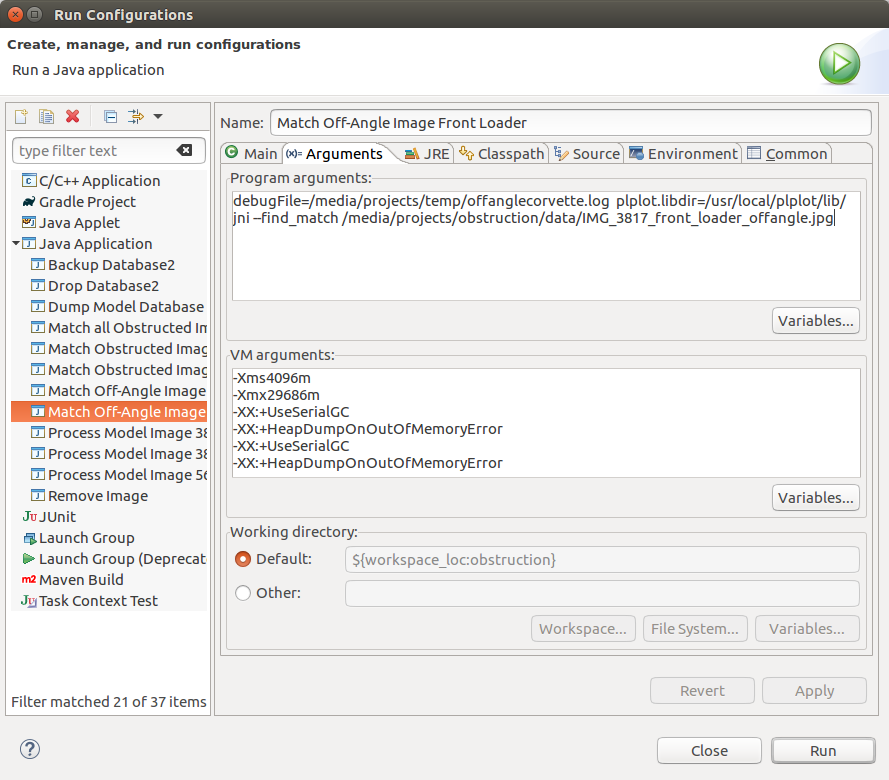 Run Configurations
Create, manage, and run configurations
Run a Java application
type filter text
C/C++ Application
Gradle Project
Java Applet
Java Application
Backup Database2
Drop Database2
Dump Model Database
Match all Obstructed Im
Match Obstructed Imag
Match Obstructed Imag
Match Off-Angle Image
Match Off-Angle Image
Process Model Image 38
Process Model Image 38
Process Model Image 56
Remove Image
JUnit
Launch Group
Launch Group (Deprecat
m2 Maven Build
Task Context Test
Filter matched 21 of 37 items
Name: Match Off-Angle Image Front Loader
Main (x)= Arguments JRE Classpath Source Environment Common
Program arguments:
debugFile=/media/projects/temp/offanglecorvette.log plplot.libdir=/usr/local/plplot/lib/
jni --find_match /media/projects/obstruction/data/IMG_3817_front_loader_offangle.jpg
Variables...
VM arguments:
-Xms4096m
-Xmx29686m
-XX:+UseSerialGC
-XX:+HeapDumpOnOutOfMemoryError
-XX:+UseSerialGC
-XX:+HeapDumpOnOutOfMemoryError
Variables...
Working directory:
Default: ${workspace_loc:obstruction}
Other:
Workspace... File System... Variables...
Revert Apply
? Close Run